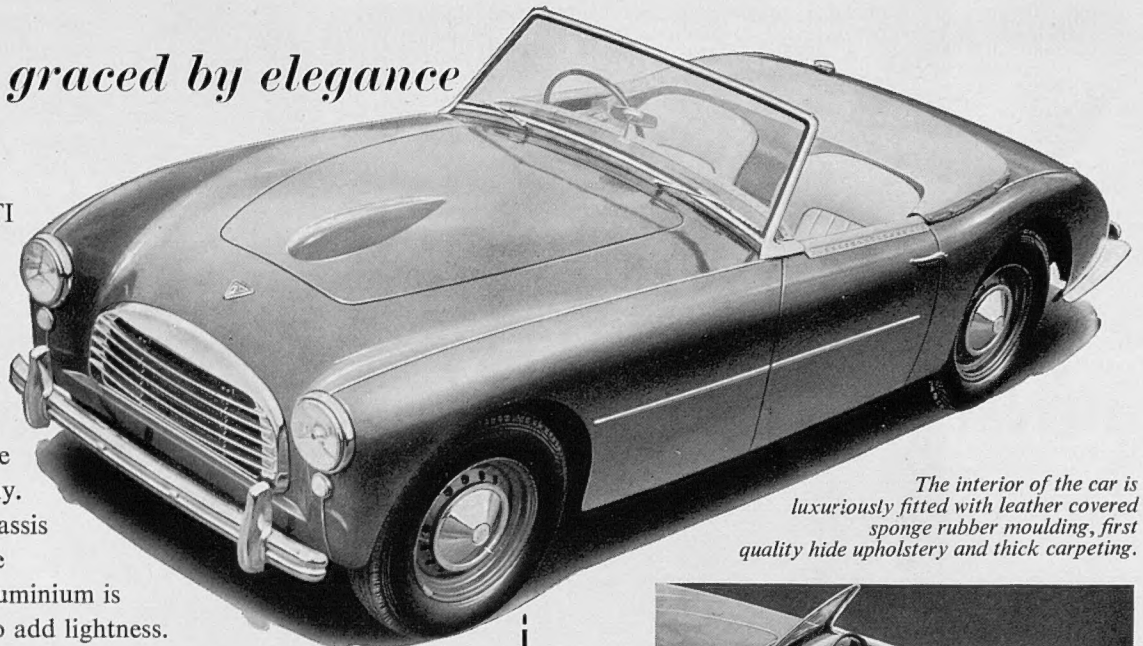 graced by elegance
TI
e
y.
assis
e
uminium is
o add lightness.
The interior of the car is
luxuriously fitted with leather covered
sponge rubber moulding, first
quality hide upholstery and thick carpeting.